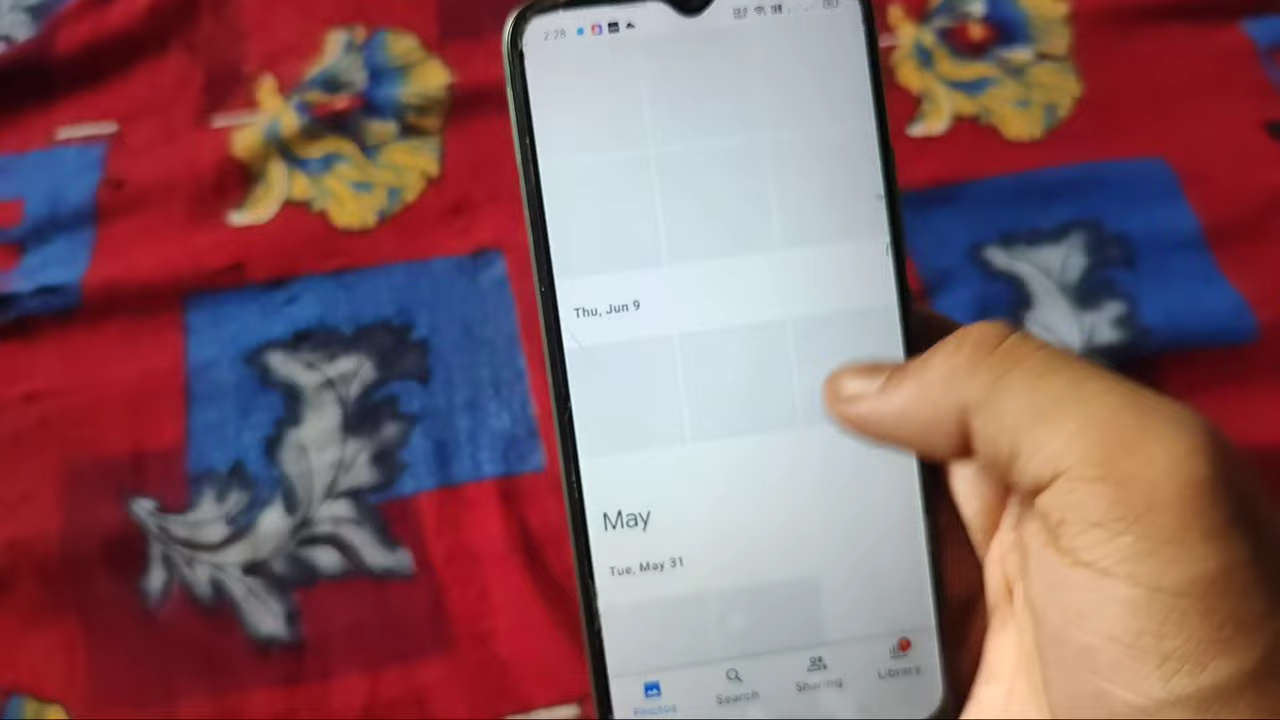 2:28
Thu, Jun 9
May
Tue, May 31
Photos
Search
Sharing
Library